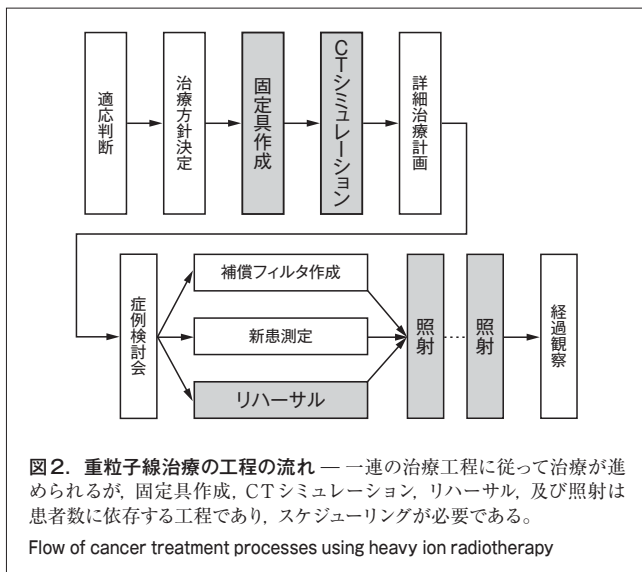 適応判断
治療方針決定
固定具作成
CTシミュレーション
詳細治療計画
症例検討会
補償フィルタ作成
新患測定
リハーサル
照射
照射
経過観察
図2. 重粒子線治療の工程の流れ — 一連の治療工程に従って治療が進
められるが, 固定具作成, CTシミュレーション, リハーサル, 及び照射は
患者数に依存する工程であり, スケジューリングが必要である。
Flow of cancer treatment processes using heavy ion radiotherapy